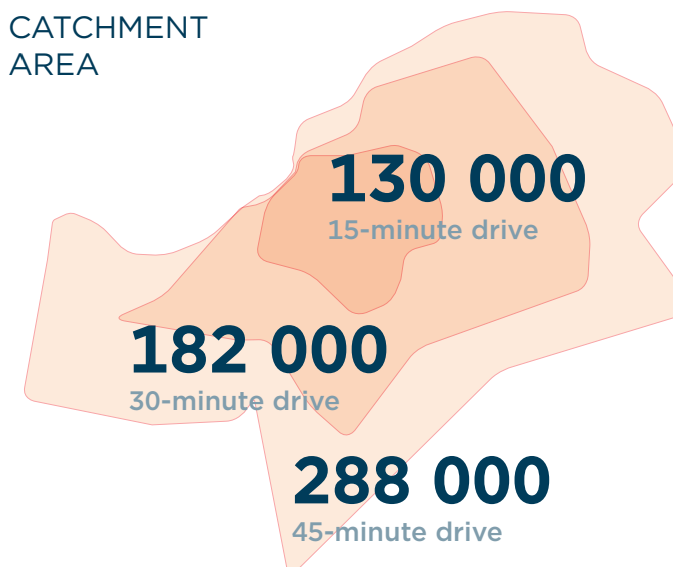 CATCHMENT
AREA
130 000
15-minute drive
182 000
30-minute drive
288 000
45-minute drive